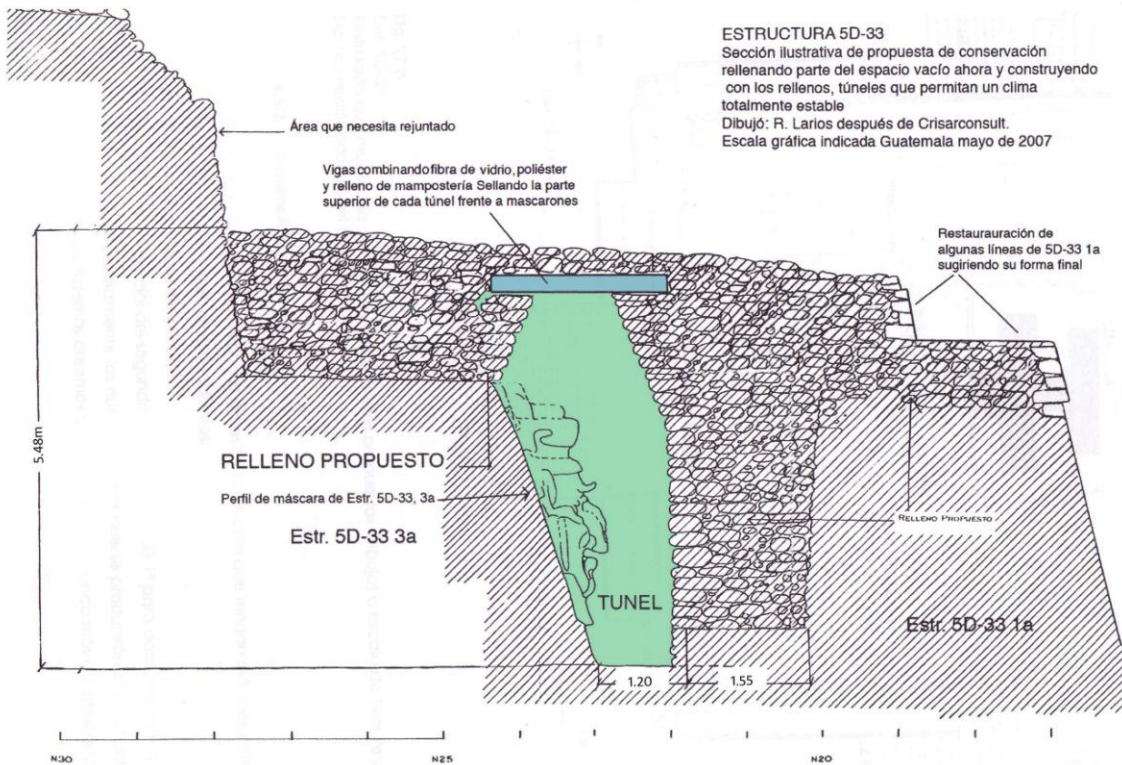 ESTRUCTURA 5D-33
Sección ilustrativa de propuesta de conservación
rellenando parte del espacio vacío ahora y construyendo
con los rellenos, túneles que permitan un clima
totalmente estable
Dibujó: R. Larios después de Crisarconsult.
Escala gráfica indicada Guatemala mayo de 2007
Área que necesita rejuntado
Vigas combinando fibra de vidrio, poliéster
y relleno de mampostería Sellando la parte
superior de cada túnel frente a mascarones
Restaurauración de
algunas líneas de 5D-33 1a
sugiriendo su forma final
5.48m
RELLENO PROPUESTO
Perfil de máscara de Estr. 5D-33, 3a
Estr. 5D-33 3a
RELLENO PROPUESTO
TUNEL
Estr. 5D-33 1a
1.20
1.55
N30
N25
N20